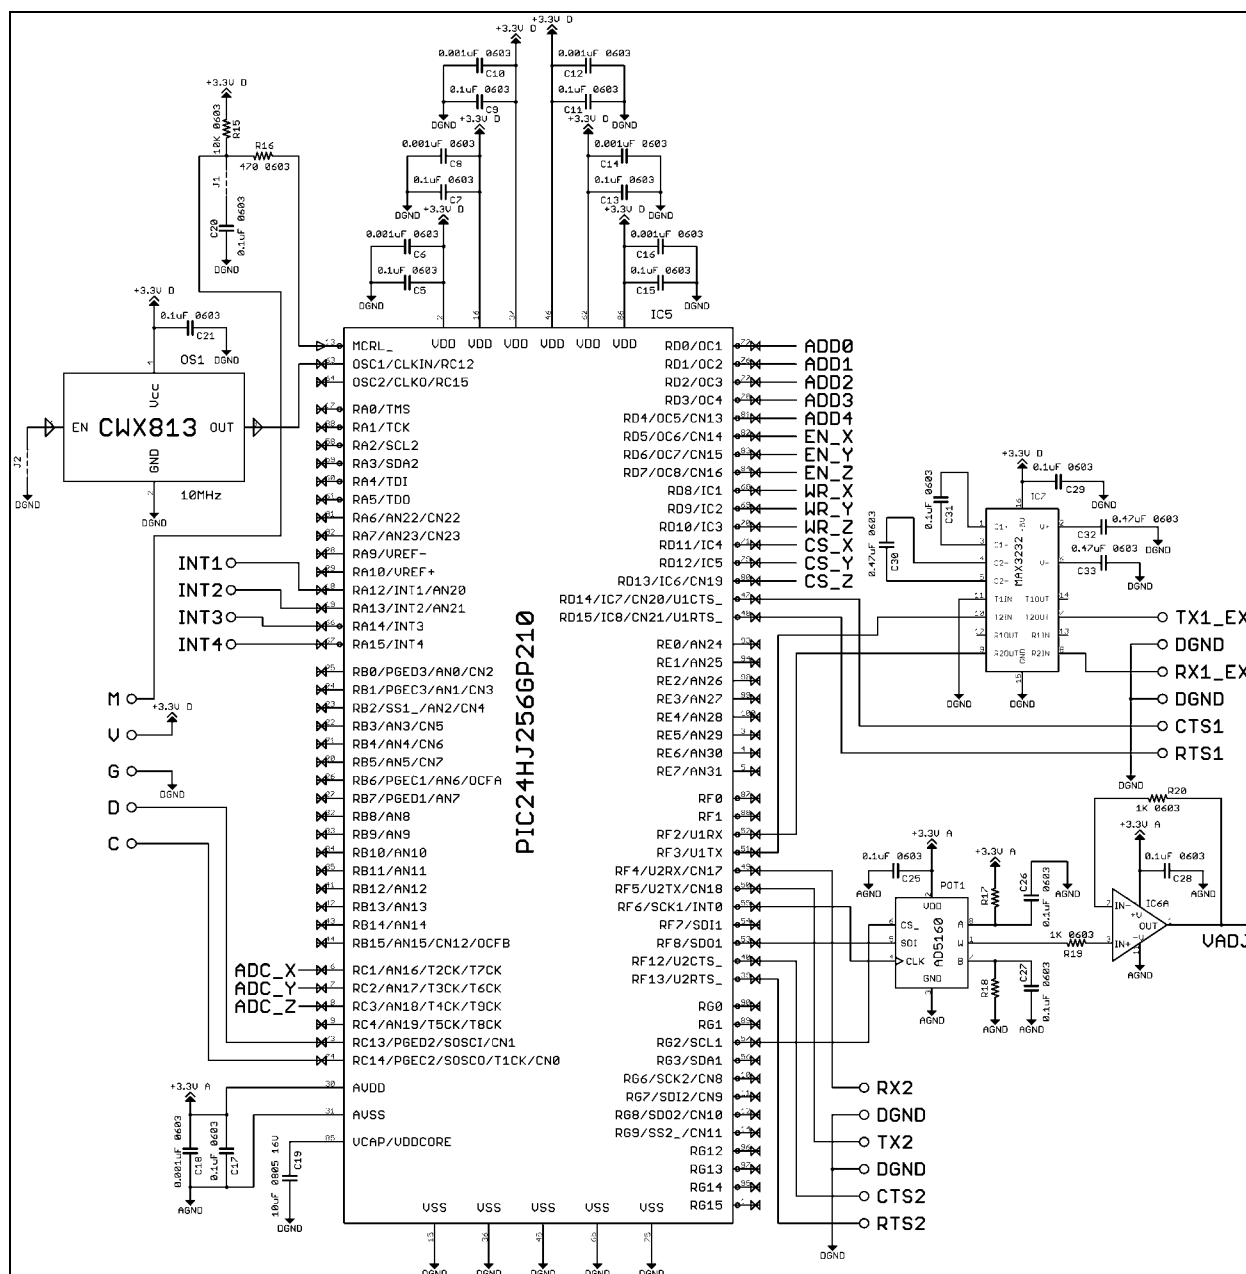 +3.3V D
+3.3V D
0.001uF 0603
C10
0.1uF 0603
C9
DGND
0.001uF 0603
C12
0.1uF 0603
C11
DGND
+3.3V D
+3.3V D
0.001uF 0603
C8
0.1uF 0603
C7
DGND
0.001uF 0603
C14
0.1uF 0603
C13
DGND
+3.3V D
+3.3V D
0.001uF 0603
C6
0.1uF 0603
C5
DGND
0.001uF 0603
C16
0.1uF 0603
C15
DGND
+3.3V D
10K 0603
R15
R16
470 0603
J1
C20
0.1uF 0603
DGND
+3.3V D
0.1uF 0603
C21
OS1
DGND
Vcc
EN CWX813 OUT
GND
10MHz
J2
DGND
DGND
INT1
INT2
INT3
INT4
M
+3.3V D
V
G
DGND
D
C
ADC_X
ADC_Y
ADC_Z
+3.3V A
0.001uF 0603
C18
0.1uF 0603
C17
AGND
10uF 0805 16V
C19
DGND
IC5
VDD VDD VDD VDD VDD VDD
PIC24HJ256GP210
MCRL_
OSC1/CLKIN/RC12
OSC2/CLKO/RC15
RA0/TMS
RA1/TCK
RA2/SCL2
RA3/SDA2
RA4/TDI
RA5/TDO
RA6/AN22/CN22
RA7/AN23/CN23
RA9/VREF-
RA10/VREF+
RA12/INT1/AN20
RA13/INT2/AN21
RA14/INT3
RA15/INT4
RB0/PGED3/AN0/CN2
RB1/PGEC3/AN1/CN3
RB2/SS1_/AN2/CN4
RB3/AN3/CN5
RB4/AN4/CN6
RB5/AN5/CN7
RB6/PGEC1/AN6/OCFA
RB7/PGED1/AN7
RB8/AN8
RB9/AN9
RB10/AN10
RB11/AN11
RB12/AN12
RB13/AN13
RB14/AN14
RB15/AN15/CN12/OCFB
RC1/AN16/T2CK/T7CK
RC2/AN17/T3CK/T6CK
RC3/AN18/T4CK/T9CK
RC4/AN19/T5CK/T8CK
RC13/PGED2/SOSCI/CN1
RC14/PGEC2/SOSCO/T1CK/CN0
AVDD
AVSS
VCAP/VDDCORE
VSS VSS VSS VSS VSS
DGND DGND DGND DGND DGND
RD0/OC1
RD1/OC2
RD2/OC3
RD3/OC4
RD4/OC5/CN13
RD5/OC6/CN14
RD6/OC7/CN15
RD7/OC8/CN16
RD8/IC1
RD9/IC2
RD10/IC3
RD11/IC4
RD12/IC5
RD13/IC6/CN19
RD14/IC7/CN20/U1CTS_
RD15/IC8/CN21/U1RTS_
RE0/AN24
RE1/AN25
RE2/AN26
RE3/AN27
RE4/AN28
RE5/AN29
RE6/AN30
RE7/AN31
RF0
RF1
RF2/U1RX
RF3/U1TX
RF4/U2RX/CN17
RF5/U2TX/CN18
RF6/SCK1/INT0
RF7/SDI1
RF8/SDO1
RF12/U2CTS_
RF13/U2RTS_
RG0
RG1
RG2/SCL1
RG3/SDA1
RG6/SCK2/CN8
RG7/SDI2/CN9
RG8/SDO2/CN10
RG9/SS2_/CN11
RG12
RG13
RG14
RG15
ADD0
ADD1
ADD2
ADD3
ADD4
EN_X
EN_Y
EN_Z
WR_X
WR_Y
WR_Z
CS_X
CS_Y
CS_Z
+3.3V D
0.1uF 0603
C29
DGND
IC7
0.1uF 0603
C31
0.47uF 0603
C30
0.47uF 0603
C32
DGND
0.47uF 0603
C33
DGND
MAX3232
T1IN T1OUT
T2IN T2OUT
R1OUT R1IN
R2OUT R2IN
GND
DGND
DGND
TX1_EX
DGND
RX1_EX
DGND
CTS1
RTS1
DGND
R20
1K 0603
+3.3V A
0.1uF 0603
C28
AGND
IC6A
IN-
+V
OUT
-V
IN+
AGND
VADJ
1K 0603
R19
+3.3V A
0.1uF 0603
C25
AGND
POT1
VDD
CS_
SDI
CLK
AD5160
A
W
B
GND
AGND
+3.3V A
R17
C26
0.1uF 0603
AGND
R18
AGND
C27
0.1uF 0603
AGND
RX2
DGND
TX2
DGND
CTS2
RTS2
DGND